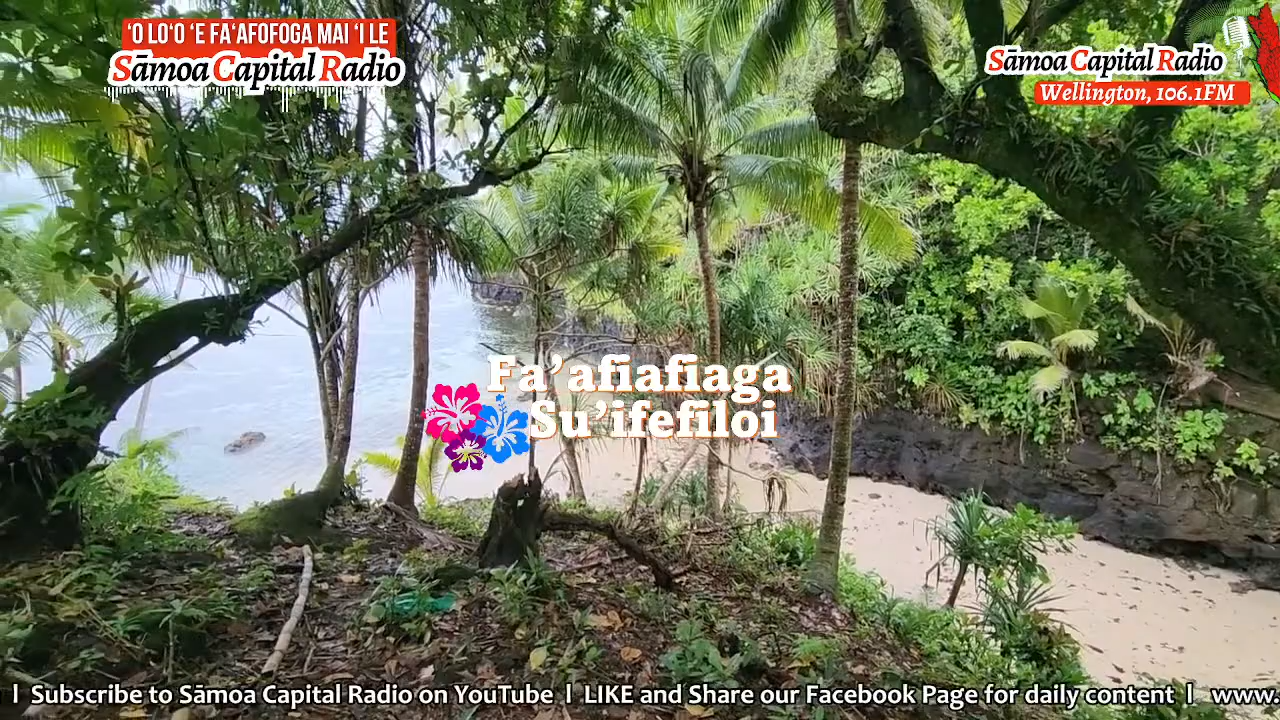 ‘O LO‘O ‘E FA‘AFOFOGA MAI ‘I LE
Sāmoa Capital Radio
Sāmoa Capital Radio
Wellington, 106.1FM
Fa’afiafiaga
Su’ifefiloi
l Subscribe to Sāmoa Capital Radio on YouTube l LIKE and Share our Facebook Page for daily content l www.